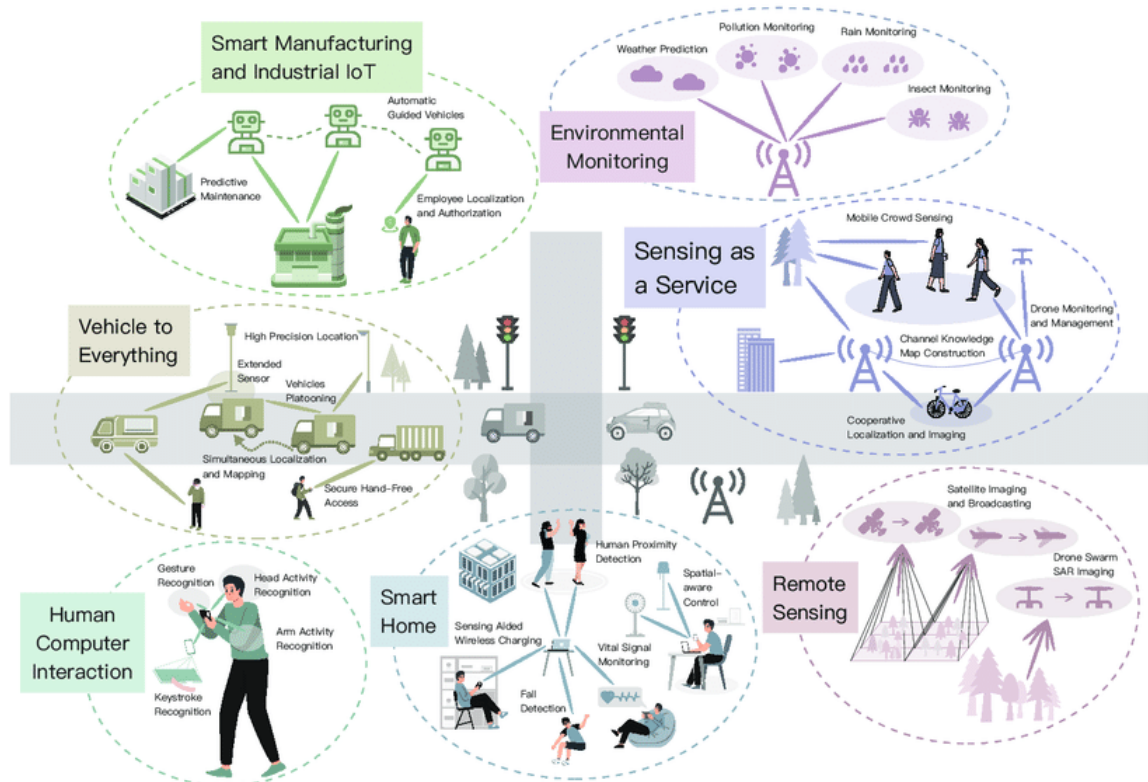 Smart Manufacturing
and Industrial IoT
Automatic
Guided Vehicles
Predictive
Maintenance
Employee Localization
and Authorization
Environmental
Monitoring
Weather Prediction
Pollution Monitoring
Rain Monitoring
Insect Monitoring
Sensing as
a Service
Mobile Crowd Sensing
Drone Monitoring
and Management
Channel Knowledge
Map Construction
Cooperative
Localization and Imaging
Vehicle to
Everything
High Precision Location
Extended
Sensor
Vehicles
Platooning
Simultaneous Localization
and Mapping
Secure Hand-Free
Access
Human
Computer
Interaction
Gesture
Recognition
Head Activity
Recognition
Arm Activity
Recognition
Keystroke
Recognition
Smart
Home
Human Proximity
Detection
Spatial-
aware
Control
Sensing Aided
Wireless Charging
Vital Signal
Monitoring
Fall
Detection
Remote
Sensing
Satellite Imaging
and Broadcasting
Drone Swarm
SAR Imaging